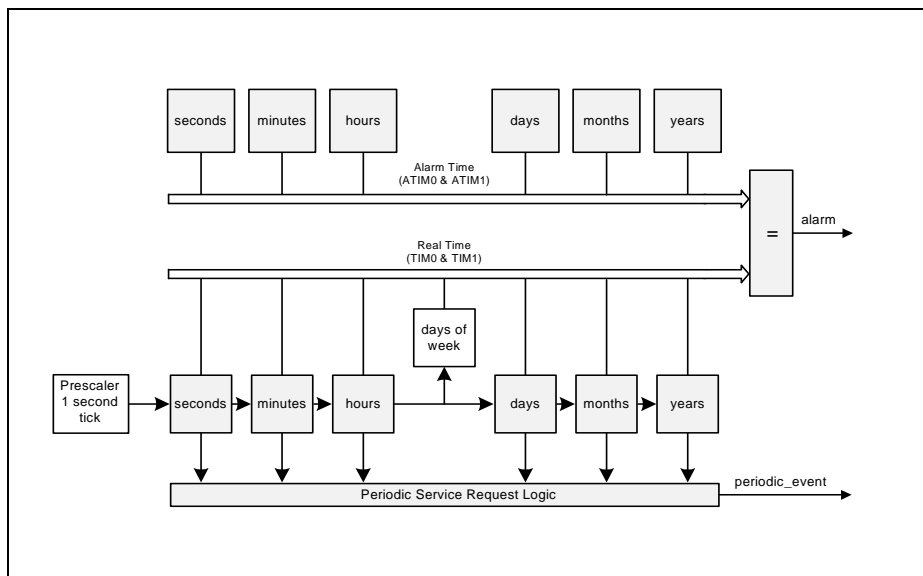 seconds minutes hours days months years
Alarm Time
(ATIM0 & ATIM1)
= alarm
Real Time
(TIM0 & TIM1)
days of
week
Prescaler
1 second
tick
seconds minutes hours days months years
periodic_event
Periodic Service Request Logic